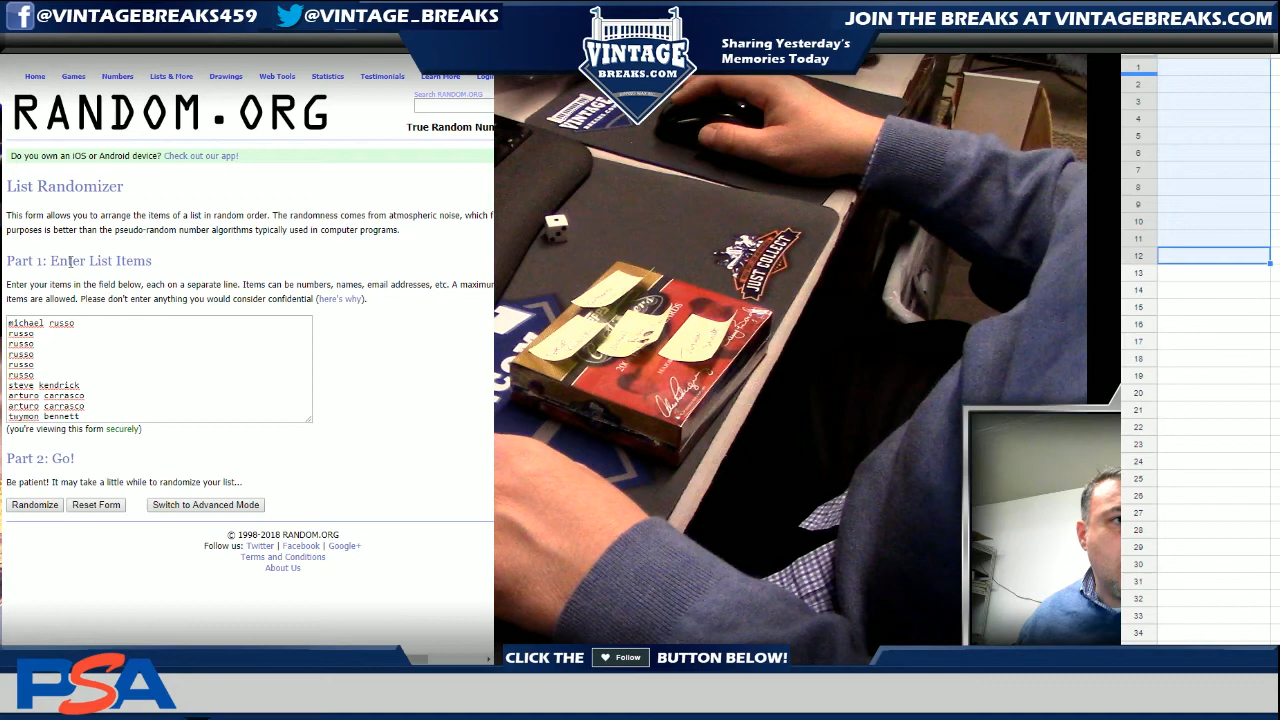 @VINTAGEBREAKS459
@VINTAGE_BREAKS
VINTAGE
BREAKS.COM
Sharing Yesterday's
Memories Today
JOIN THE BREAKS AT VINTAGEBREAKS.COM
Home Games Numbers Lists & More Drawings Web Tools Statistics Testimonials Learn More Login
RANDOM.ORG
Search RANDOM.ORG
True Random Num
Do you own an iOS or Android device? Check out our app!
List Randomizer
This form allows you to arrange the items of a list in random order. The randomness comes from atmospheric noise, which f
purposes is better than the pseudo-random number algorithms typically used in computer programs.
Part 1: Enter List Items
Enter your items in the field below, each on a separate line. Items can be numbers, names, email addresses, etc. A maximum
items are allowed. Please don't enter anything you would consider confidential (here's why).
michael russo
russo
russo
russo
russo
russo
steve kendrick
arturo carrasco
arturo carrasco
twymon bennett
(you're viewing this form securely)
Part 2: Go!
Be patient! It may take a little while to randomize your list...
Randomize Reset Form Switch to Advanced Mode
© 1998-2018 RANDOM.ORG
Follow us: Twitter | Facebook | Google+
Terms and Conditions
About Us
VINTAGE
JUST COLLECT
1
2
3
4
5
6
7
8
9
10
11
12
13
14
15
16
17
18
19
20
21
22
23
24
25
26
27
28
29
30
31
32
33
34
CLICK THE Follow BUTTON BELOW!
PSA